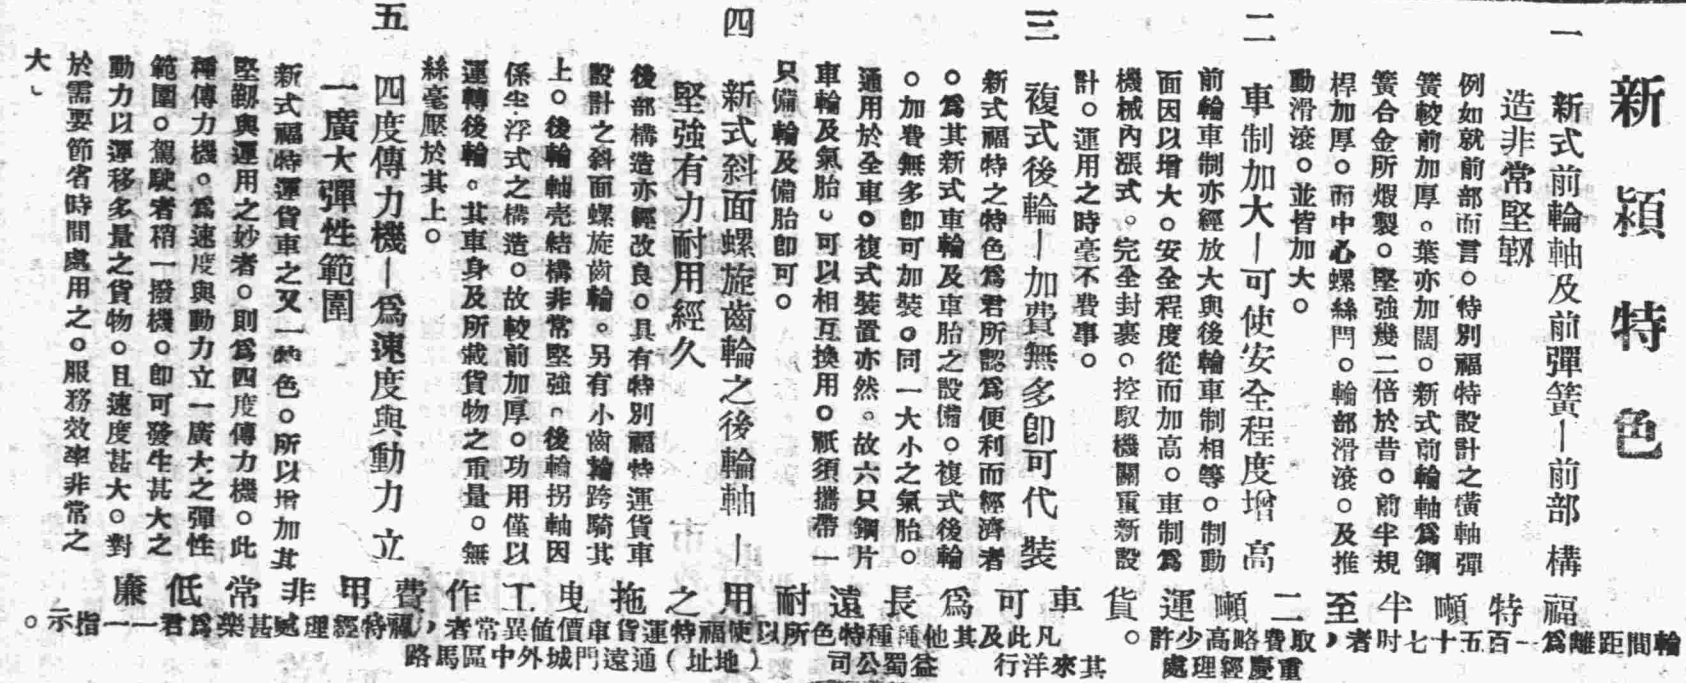 新穎特色
一 新式前輪軸及前彈簧—前部構
造非常堅韌
例如就前部而言。特別福特設計之橫軸彈
簧較前加厚。葉亦加闊。新式前輪軸爲鋼
簧合金所煆製。堅強幾二倍於昔。前半規
桿加厚。而中心螺絲門。輪部滑滾。及推
動滑滾。並皆加大。
二 車制加大—可使安全程度增高
前輪車制亦經放大與後輪車制相等。制動
面因以增大。安全程度從而加高。車制爲
機械內漲式。完全封裹。控馭機關重新設
計。運用之時毫不費事。
三 複式後輪—加費無多卽可代裝
新式福特之特色爲君所認爲便利而經濟者
。爲其新式車輪及車胎之設備。複式後輪
。加費無多卽可加裝。同一大小之氣胎。
通用於全車。複式裝置亦然。故六只鋼片
車輪及氣胎。可以相互換用。祇須攜帶一
只備輪及備胎卽可。
四 新式斜面螺旋齒輪之後輪軸—
堅強有力耐用經久
後部構造亦經改良。具有特別福特運貨車
設計之斜面螺旋齒輪。另有小齒輪跨騎其
上。後輪軸壳結構非常堅強。後輪拐軸因
係半浮式之構造。故較前加厚。功用僅以
運轉後輪。其車身及所載貨物之重量。無
絲毫壓於其上。
五 四度傳力機—爲速度與動力立
一廣大彈性範圍
新式福特運貨車之又一特色。所以增加其
堅韌與運用之妙者。則爲四度傳力機。此
種傳力機。爲速度與動力立一廣大之彈性
範圍。駕駛者稍一撥機。卽可發生甚大之
動力以運移多量之貨物。且速度甚大。對
於需要節省時間處用之。服務效率非常之
大、
福特噸半至二噸運貨車可爲長遠耐用之拖曳工作費用非常低廉
輪間距離爲一百五十七吋者,取費略高少許。
凡此及其他種種特色所以使福特運貨車價值異常者,福特經理處甚樂爲君一一指示。
重慶經理處
其來洋行
益蜀公司
(地址)通遠門城外中區馬路